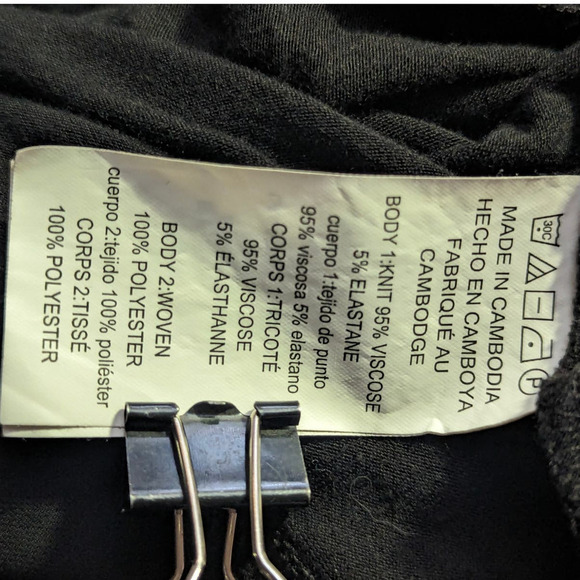 30C
P
MADE IN CAMBODIA
HECHO EN CAMBOYA
FABRIQUÉ AU
CAMBODGE
BODY 1:KNIT 95% VISCOSE
5% ELASTANE
cuerpo 1:tejido de punto
95% viscosa 5% elastano
CORPS 1:TRICOTÉ
95% VISCOSE
5% ÉLASTHANNE
BODY 2:WOVEN
100% POLYESTER
cuerpo 2:tejido 100% poliéster
CORPS 2:TISSÉ
100% POLYESTER